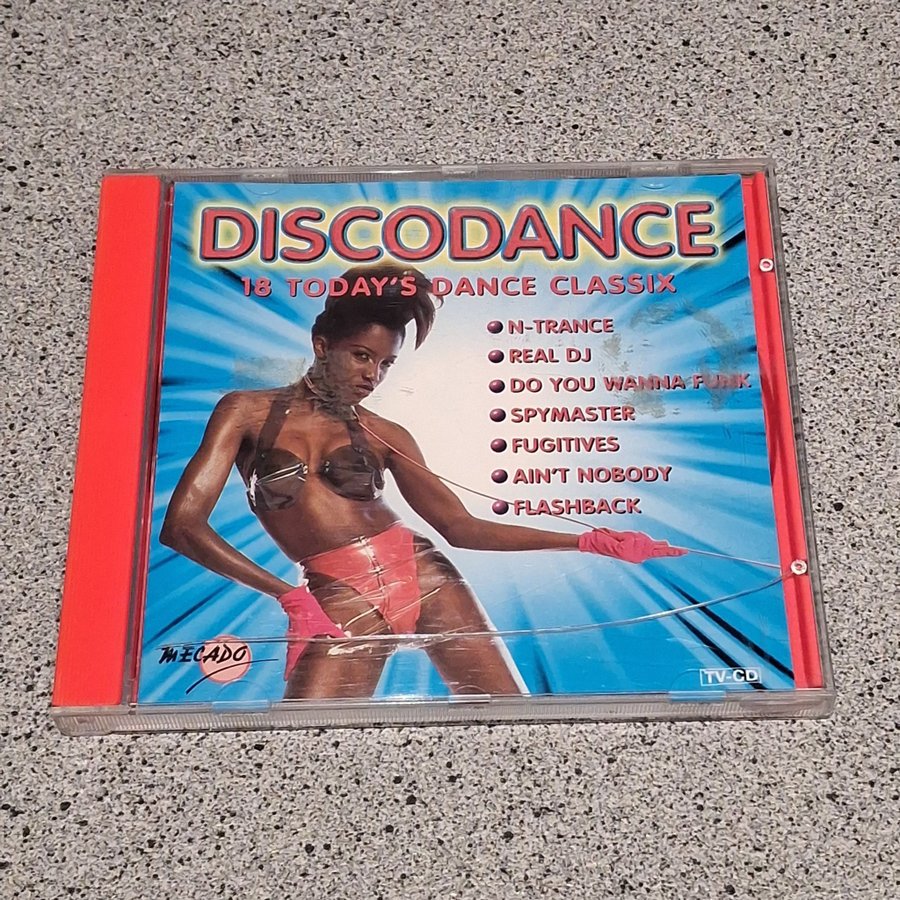 DISCODANCE
18 TODAY'S DANCE CLASSIX
N-TRANCE
REAL DJ
DO YOU WANNA FUNK
SPYMASTER
FUGITIVES
AIN'T NOBODY
FLASHBACK
MECADO
TV-CD